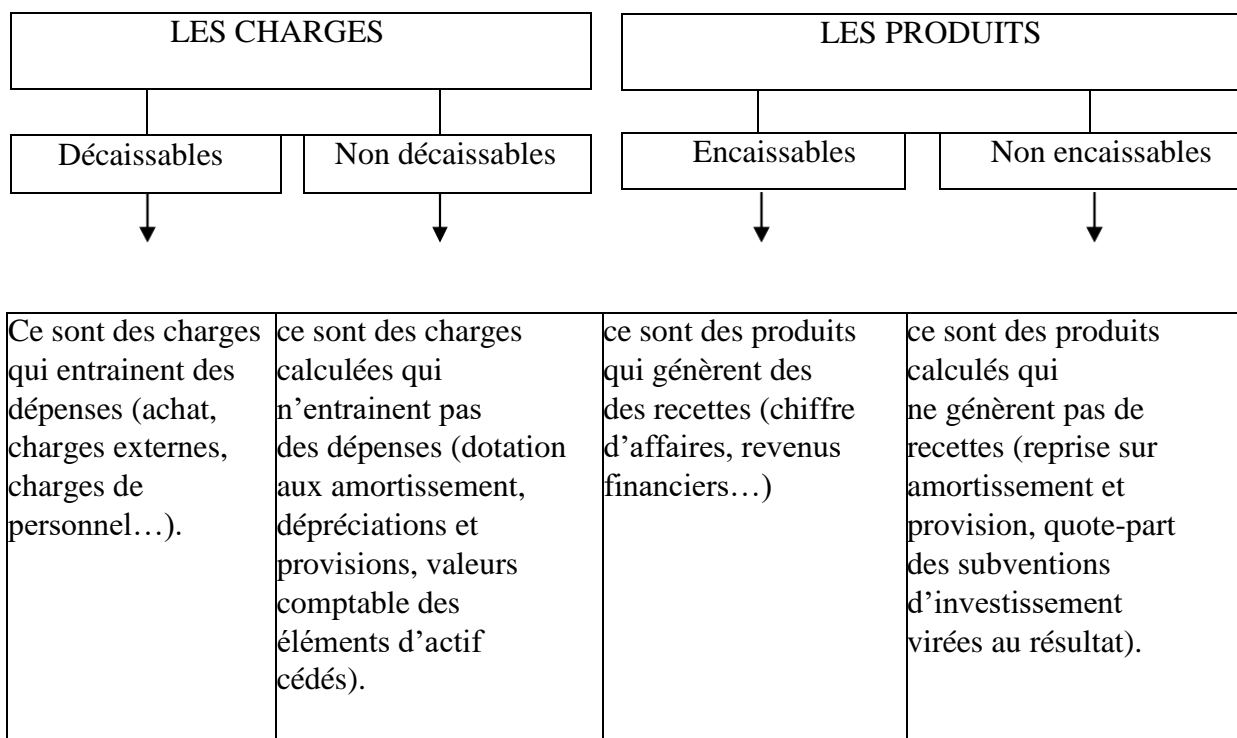 LES CHARGES
LES PRODUITS
Décaissables
Non décaissables
Encaissables
Non encaissables
Ce sont des charges
qui entrainent des
dépenses (achat,
charges externes,
charges de
personnel…).
ce sont des charges
calculées qui
n’entrainent pas
des dépenses (dotation
aux amortissement,
dépréciations et
provisions, valeurs
comptable des
éléments d’actif
cédés).
ce sont des produits
qui génèrent des
des recettes (chiffre
d’affaires, revenus
financiers…)
ce sont des produits
calculés qui
ne génèrent pas de
recettes (reprise sur
amortissement et
provision, quote-part
des subventions
d’investissement
virées au résultat).